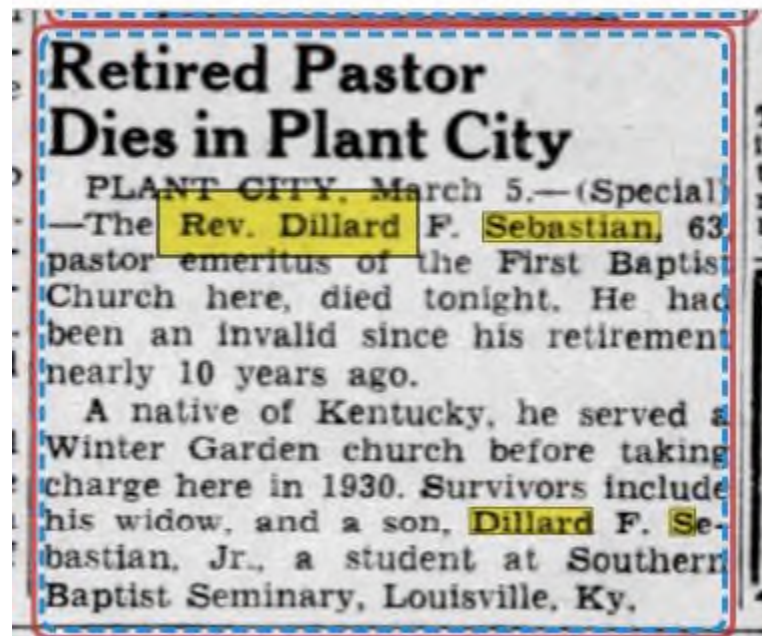 Retired Pastor
Dies in Plant City
PLANT CITY, March 5.—(Special)
—The Rev. Dillard F. Sebastian, 63,
pastor emeritus of the First Baptist
Church here, died tonight. He had
been an invalid since his retirement
nearly 10 years ago.
A native of Kentucky, he served a
Winter Garden church before taking
charge here in 1930. Survivors include
his widow, and a son, Dillard F. Se-
bastian, Jr., a student at Southern
Baptist Seminary, Louisville, Ky.